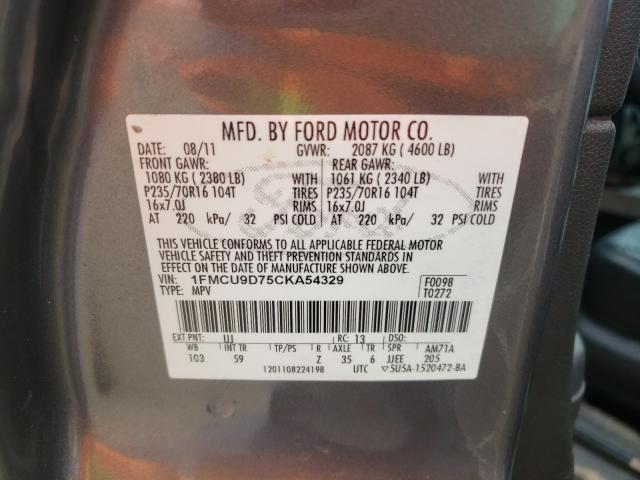 MFD. BY FORD MOTOR CO.
DATE: 08/11 GVWR: 2087 KG ( 4600 LB)
FRONT GAWR: REAR GAWR:
1080 KG ( 2380 LB) WITH 1061 KG ( 2340 LB) WITH
P235/70R16 104T TIRES P235/70R16 104T TIRES
16x7.0J RIMS 16x7.0J RIMS
AT 220 kPa/ 32 PSI COLD AT 220 kPa/ 32 PSI COLD
THIS VEHICLE CONFORMS TO ALL APPLICABLE FEDERAL MOTOR
VEHICLE SAFETY AND THEFT PREVENTION STANDARDS IN
EFFECT ON THE DATE OF MANUFACTURE SHOWN ABOVE.
VIN: 1FMCU9D75CKA54329 F0098
TYPE: MPV T0272
EXT PNT: UJ RC: 13 DSO:
WB INT TR TP/PS R AXLE TR SPR AM71A
103 59 Z 35 6 JJEE 205
1201108224198 UTC ▽5U5A-1520472-BA